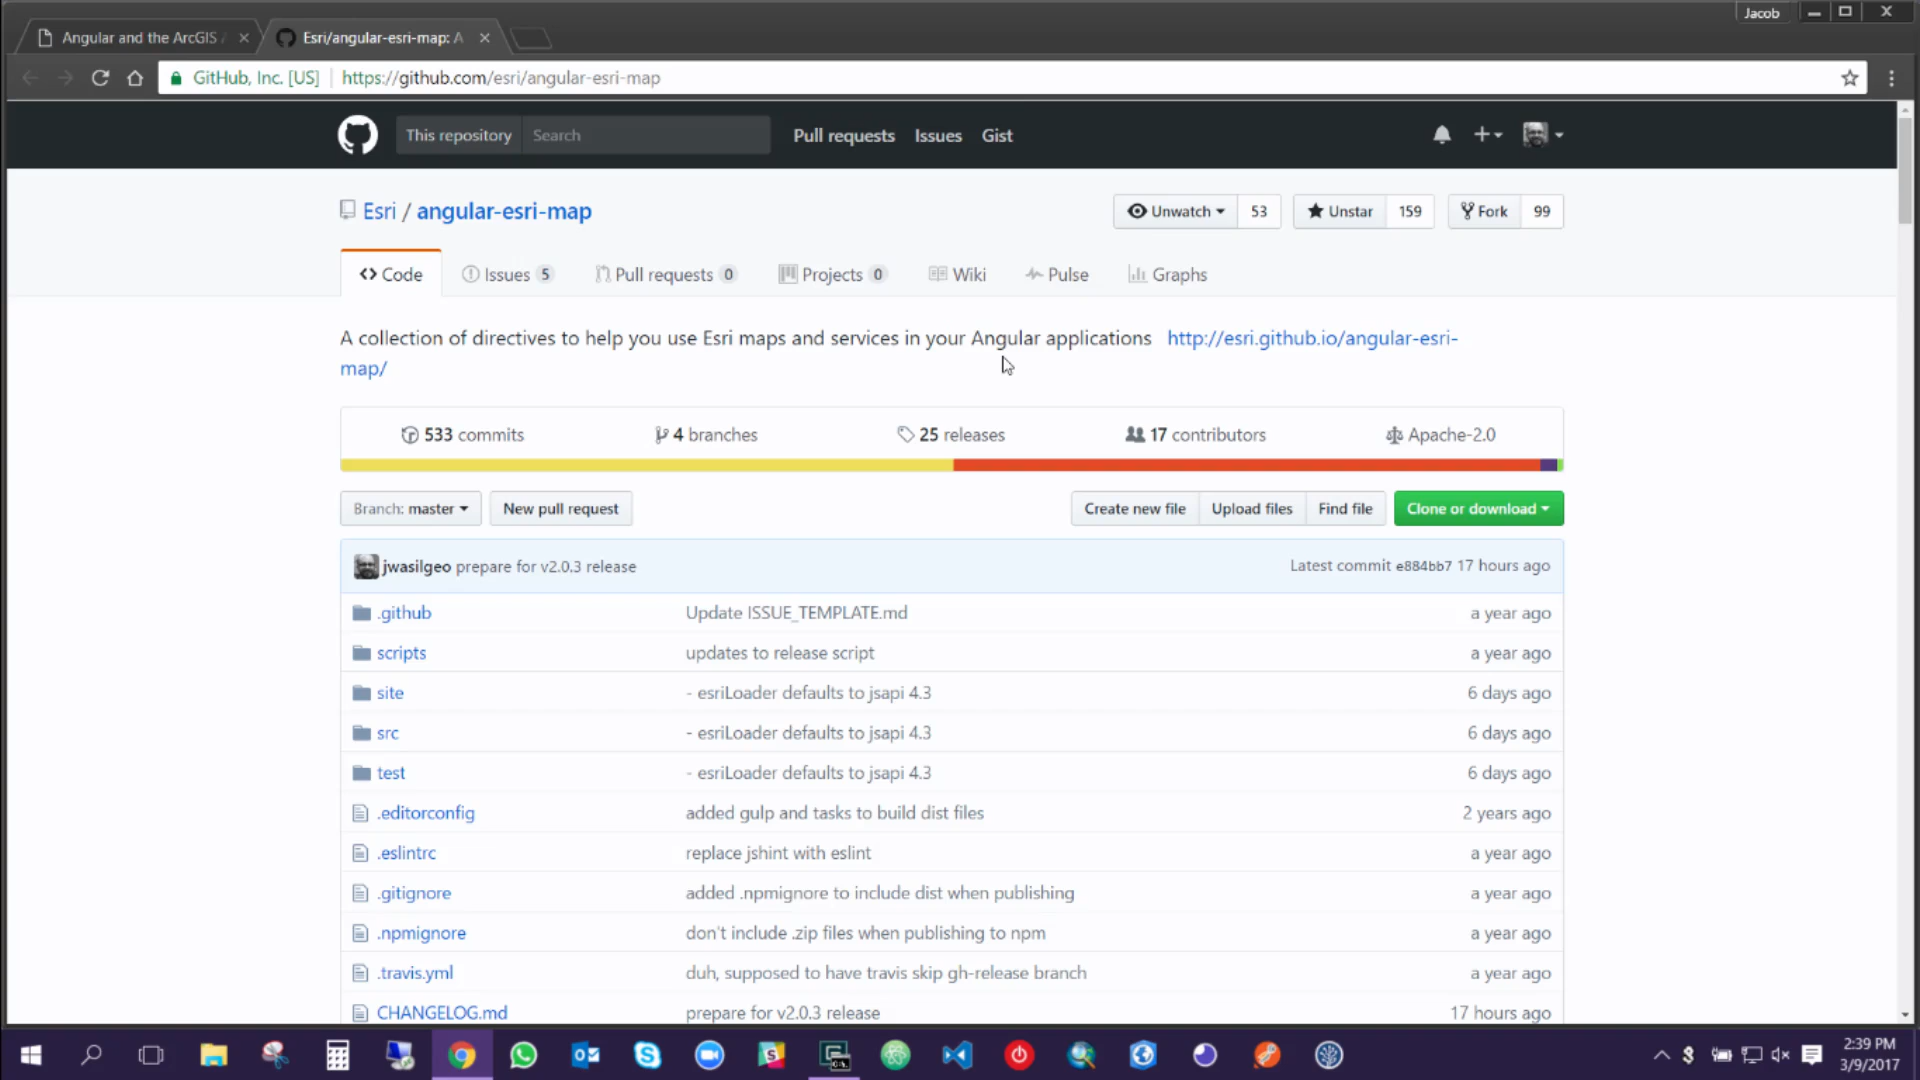 Jacob
Angular and the ArcGIS
Esri/angular-esri-map: A
GitHub, Inc. [US] https://github.com/esri/angular-esri-map
This repository Search Pull requests Issues Gist
Esri / angular-esri-map
Unwatch 53 Unstar 159 Fork 99
Code Issues 5 Pull requests 0 Projects 0 Wiki Pulse Graphs
A collection of directives to help you use Esri maps and services in your Angular applications http://esri.github.io/angular-esri-
map/
533 commits 4 branches 25 releases 17 contributors Apache-2.0
Branch: master New pull request Create new file Upload files Find file Clone or download
jwasilgeo prepare for v2.0.3 release Latest commit e884bb7 17 hours ago
.github Update ISSUE_TEMPLATE.md a year ago
scripts updates to release script a year ago
site - esriLoader defaults to jsapi 4.3 6 days ago
src - esriLoader defaults to jsapi 4.3 6 days ago
test - esriLoader defaults to jsapi 4.3 6 days ago
.editorconfig added gulp and tasks to build dist files 2 years ago
.eslintrc replace jshint with eslint a year ago
.gitignore added .npmignore to include dist when publishing a year ago
.npmignore don't include .zip files when publishing to npm a year ago
.travis.yml duh, supposed to have travis skip gh-release branch a year ago
CHANGELOG.md prepare for v2.0.3 release 17 hours ago
2:39 PM
3/9/2017